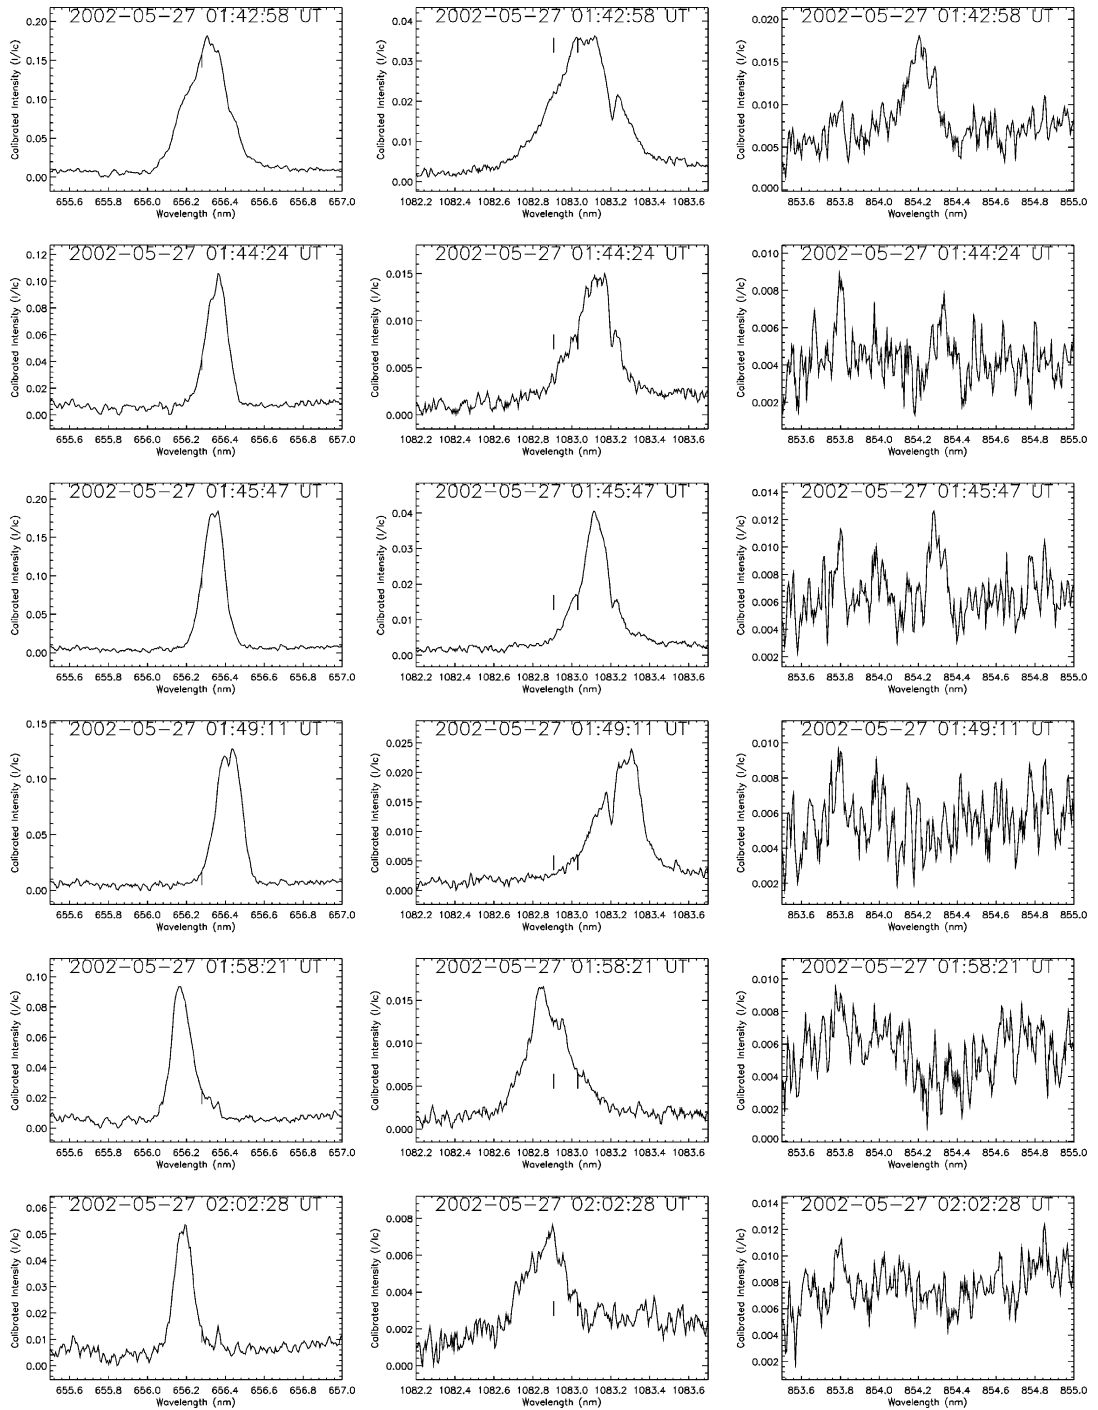 2002-05-27 01:42:58 UT
Calibrated Intensity (I/Ic)
0.20
0.15
0.10
0.05
0.00
655.6 655.8 656.0 656.2 656.4 656.6 656.8 657.0
Wavelength (nm)
2002-05-27 01:42:58 UT
Calibrated Intensity (I/Ic)
0.04
0.03
0.02
0.01
0.00
1082.2 1082.4 1082.6 1082.8 1083.0 1083.2 1083.4 1083.6
Wavelength (nm)
2002-05-27 01:42:58 UT
Calibrated Intensity (I/Ic)
0.020
0.015
0.010
0.005
0.000
853.6 853.8 854.0 854.2 854.4 854.6 854.8 855.0
Wavelength (nm)
2002-05-27 01:44:24 UT
Calibrated Intensity (I/Ic)
0.12
0.10
0.08
0.06
0.04
0.02
0.00
655.6 655.8 656.0 656.2 656.4 656.6 656.8 657.0
Wavelength (nm)
2002-05-27 01:44:24 UT
Calibrated Intensity (I/Ic)
0.015
0.010
0.005
0.000
1082.2 1082.4 1082.6 1082.8 1083.0 1083.2 1083.4 1083.6
Wavelength (nm)
2002-05-27 01:44:24 UT
Calibrated Intensity (I/Ic)
0.010
0.008
0.006
0.004
0.002
853.6 853.8 854.0 854.2 854.4 854.6 854.8 855.0
Wavelength (nm)
2002-05-27 01:45:47 UT
Calibrated Intensity (I/Ic)
0.20
0.15
0.10
0.05
0.00
655.6 655.8 656.0 656.2 656.4 656.6 656.8 657.0
Wavelength (nm)
2002-05-27 01:45:47 UT
Calibrated Intensity (I/Ic)
0.04
0.03
0.02
0.01
0.00
1082.2 1082.4 1082.6 1082.8 1083.0 1083.2 1083.4 1083.6
Wavelength (nm)
2002-05-27 01:45:47 UT
Calibrated Intensity (I/Ic)
0.014
0.012
0.010
0.008
0.006
0.004
0.002
853.6 853.8 854.0 854.2 854.4 854.6 854.8 855.0
Wavelength (nm)
2002-05-27 01:49:11 UT
Calibrated Intensity (I/Ic)
0.15
0.10
0.05
0.00
655.6 655.8 656.0 656.2 656.4 656.6 656.8 657.0
Wavelength (nm)
2002-05-27 01:49:11 UT
Calibrated Intensity (I/Ic)
0.025
0.020
0.015
0.010
0.005
0.000
1082.2 1082.4 1082.6 1082.8 1083.0 1083.2 1083.4 1083.6
Wavelength (nm)
2002-05-27 01:49:11 UT
Calibrated Intensity (I/Ic)
0.010
0.008
0.006
0.004
0.002
853.6 853.8 854.0 854.2 854.4 854.6 854.8 855.0
Wavelength (nm)
2002-05-27 01:58:21 UT
Calibrated Intensity (I/Ic)
0.10
0.08
0.06
0.04
0.02
0.00
655.6 655.8 656.0 656.2 656.4 656.6 656.8 657.0
Wavelength (nm)
2002-05-27 01:58:21 UT
Calibrated Intensity (I/Ic)
0.015
0.010
0.005
0.000
1082.2 1082.4 1082.6 1082.8 1083.0 1083.2 1083.4 1083.6
Wavelength (nm)
2002-05-27 01:58:21 UT
Calibrated Intensity (I/Ic)
0.010
0.008
0.006
0.004
0.002
0.000
853.6 853.8 854.0 854.2 854.4 854.6 854.8 855.0
Wavelength (nm)
2002-05-27 02:02:28 UT
Calibrated Intensity (I/Ic)
0.06
0.05
0.04
0.03
0.02
0.01
0.00
655.6 655.8 656.0 656.2 656.4 656.6 656.8 657.0
Wavelength (nm)
2002-05-27 02:02:28 UT
Calibrated Intensity (I/Ic)
0.008
0.006
0.004
0.002
0.000
1082.2 1082.4 1082.6 1082.8 1083.0 1083.2 1083.4 1083.6
Wavelength (nm)
2002-05-27 02:02:28 UT
Calibrated Intensity (I/Ic)
0.014
0.012
0.010
0.008
0.006
0.004
0.002
853.6 853.8 854.0 854.2 854.4 854.6 854.8 855.0
Wavelength (nm)